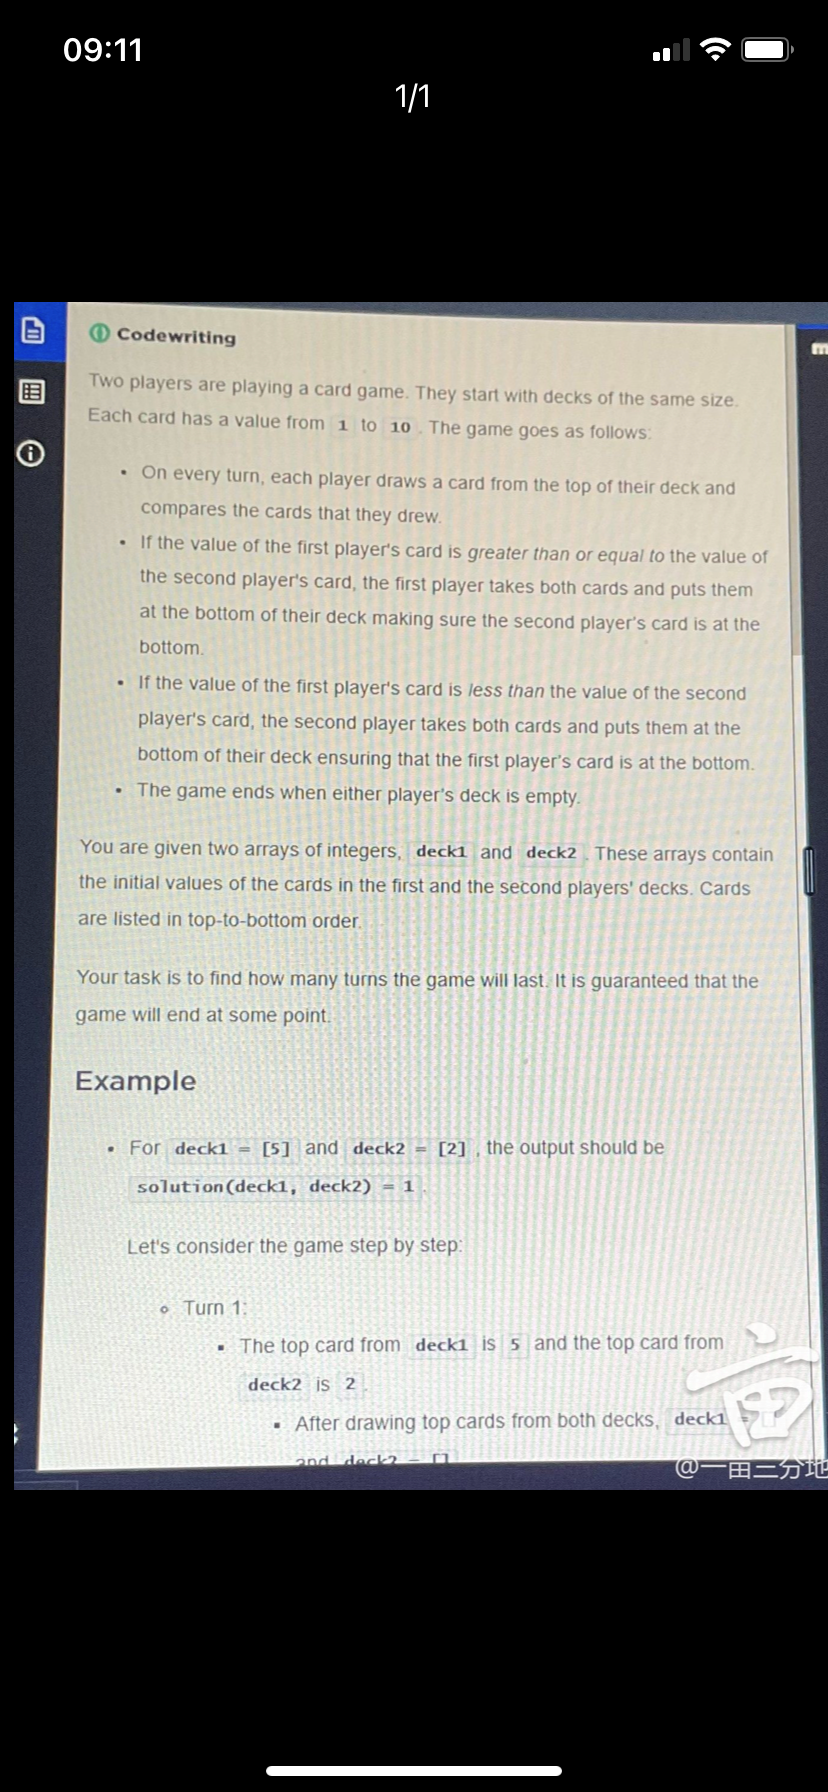 09:11
1/1
Codewriting
Two players are playing a card game. They start with decks of the same size.
Each card has a value from 1 to 10 . The game goes as follows:
• On every turn, each player draws a card from the top of their deck and
compares the cards that they drew.
• If the value of the first player's card is greater than or equal to the value of
the second player's card, the first player takes both cards and puts them
at the bottom of their deck making sure the second player's card is at the
bottom.
• If the value of the first player's card is less than the value of the second
player's card, the second player takes both cards and puts them at the
bottom of their deck ensuring that the first player's card is at the bottom.
• The game ends when either player's deck is empty.
You are given two arrays of integers, deck1 and deck2 . These arrays contain
the initial values of the cards in the first and the second players' decks. Cards
are listed in top-to-bottom order.
Your task is to find how many turns the game will last. It is guaranteed that the
game will end at some point.
Example
• For deck1 = [5] and deck2 = [2] , the output should be
solution(deck1, deck2) = 1 .
Let's consider the game step by step:
◦ Turn 1:
▪ The top card from deck1 is 5 and the top card from
deck2 is 2 .
▪ After drawing top cards from both decks, deck1 = []
and deck2 = []
@一亩三分地